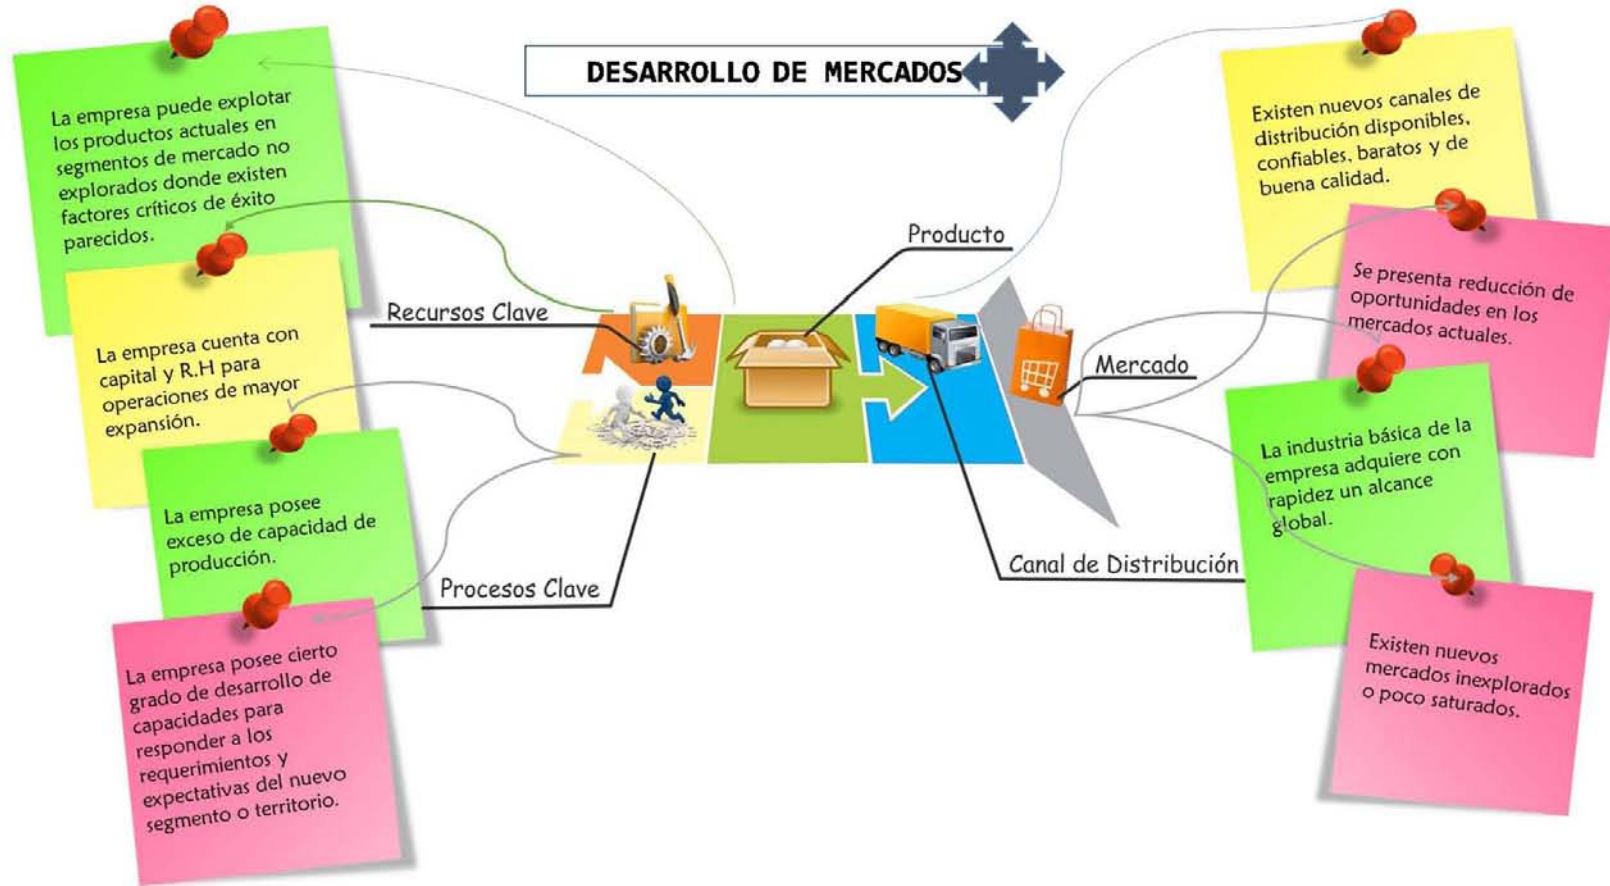 DESARROLLO DE MERCADOS
La empresa puede explotar
los productos actuales en
segmentos de mercado no
explorados donde existen
factores críticos de éxito
parecidos.
La empresa cuenta con
capital y R.H para
operaciones de mayor
expansión.
La empresa posee
exceso de capacidad de
producción.
La empresa posee cierto
grado de desarrollo de
capacidades para
responder a los
requerimientos y
expectativas del nuevo
segmento o territorio.
Recursos Clave
Procesos Clave
Producto
Mercado
Canal de Distribución
Existen nuevos canales de
distribución disponibles,
confiables, baratos y de
buena calidad.
Se presenta reducción de
oportunidades en los
mercados actuales.
La industria básica de la
empresa adquiere con
rapidez un alcance
global.
Existen nuevos
mercados inexplorados
o poco saturados.